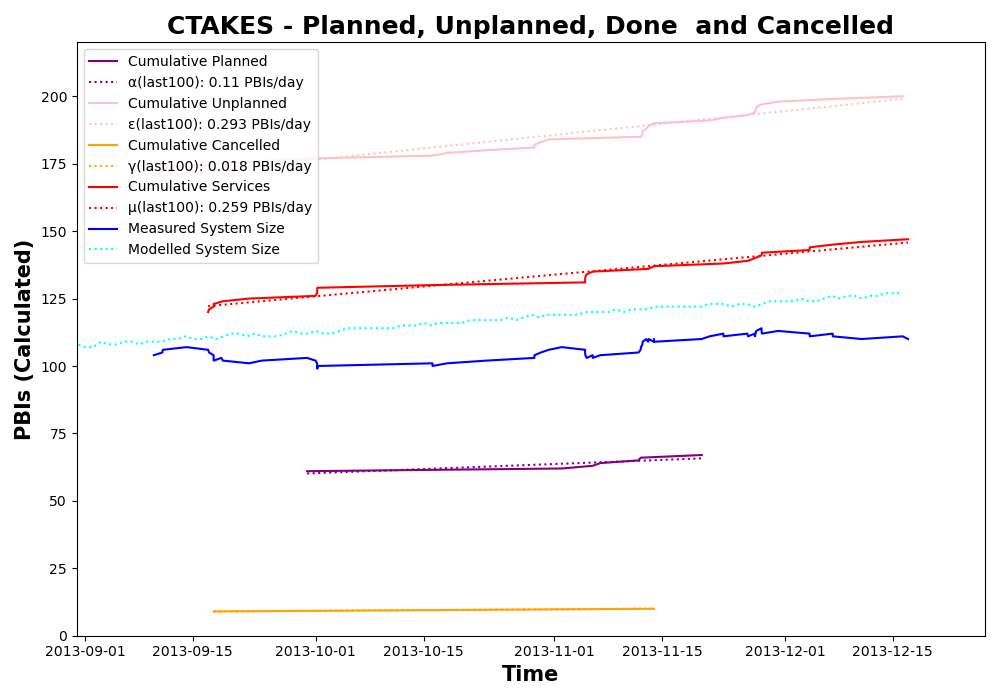 CTAKES - Planned, Unplanned, Done  and Cancelled
Cumulative Planned
α(last100): 0.11 PBIs/day
Cumulative Unplanned
ε(last100): 0.293 PBIs/day
Cumulative Cancelled
γ(last100): 0.018 PBIs/day
Cumulative Services
μ(last100): 0.259 PBIs/day
Measured System Size
Modelled System Size
PBIs (Calculated)
200
175
150
125
100
75
50
25
0
2013-09-01 2013-09-15 2013-10-01 2013-10-15 2013-11-01 2013-11-15 2013-12-01 2013-12-15
Time